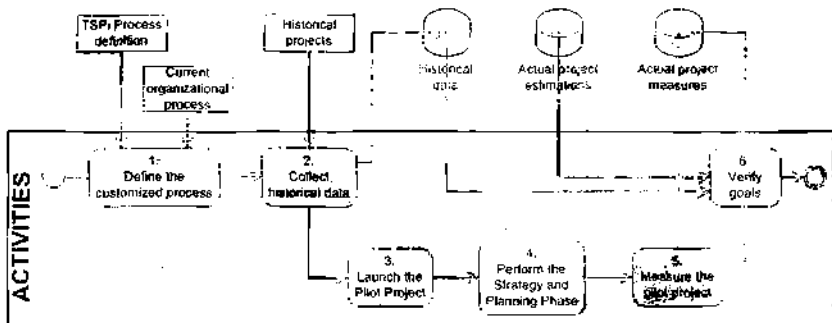 TSPi Process
definition
Historical
projects
Historical
data
Actual project
estimations
Actual project
measures
Current
organizational
process
ACTIVITIES
1.
Define the
customized process
2.
Collect
historical data
6
Verify
goals
3.
Launch the
Pilot Project
4.
Perform the
Strategy and
Planning Phase
5.
Measure the
pilot project